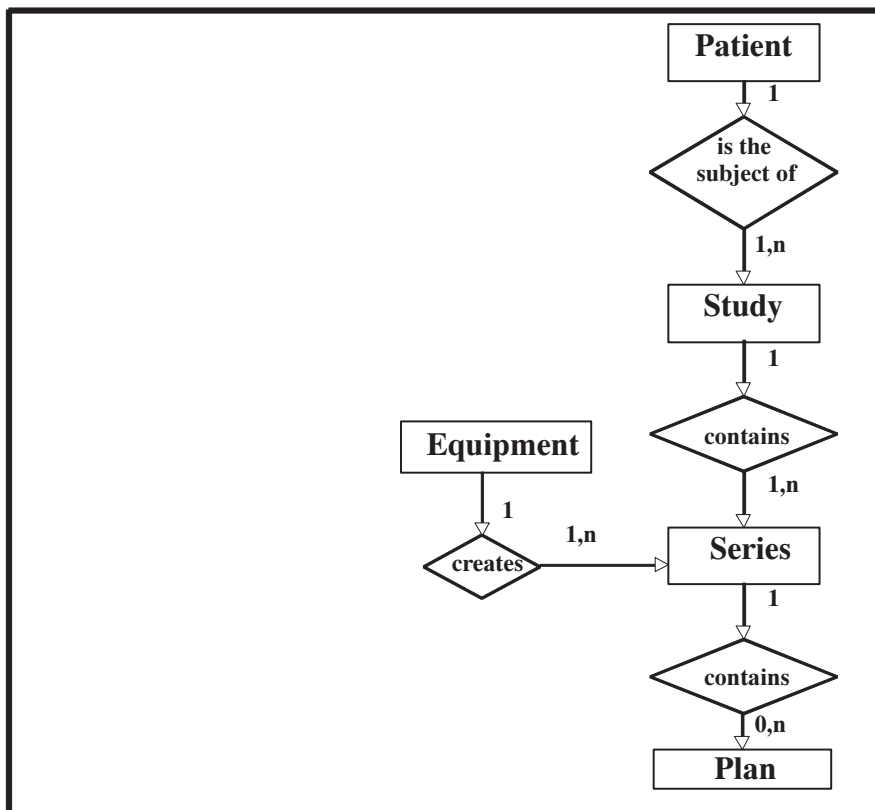 Patient
1
is the
subject of
1,n
Study
1
contains
Equipment
1,n
1
1,n
Series
creates
1
contains
0,n
Plan